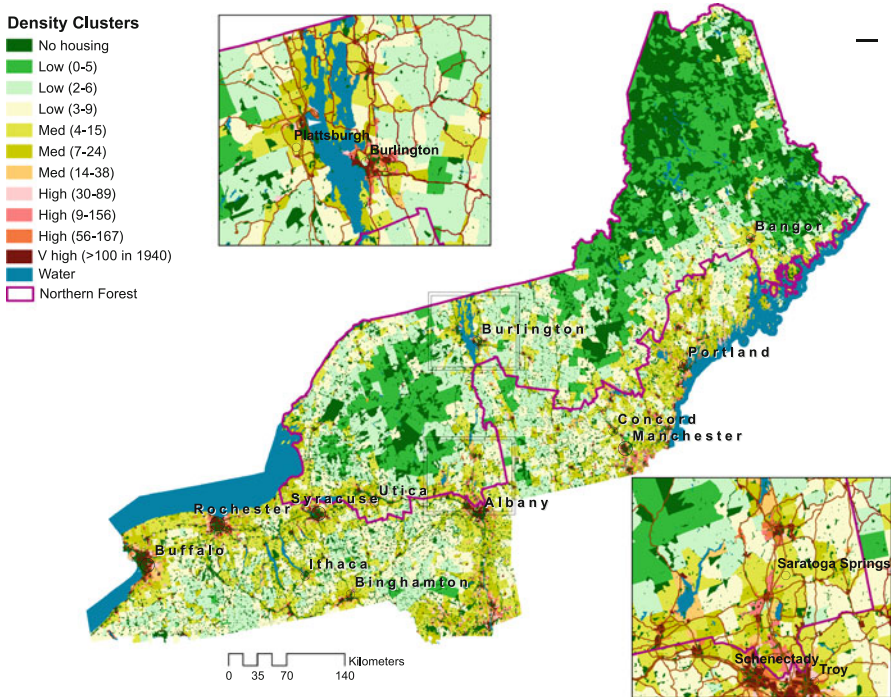 Density Clusters
No housing
Low (0-5)
Low (2-6)
Low (3-9)
Med (4-15)
Med (7-24)
Med (14-38)
High (30-89)
High (9-156)
High (56-167)
V high (>100 in 1940)
Water
Northern Forest
Plattsburgh
Burlington
Bangor
Burlington
Portland
Concord
Manchester
Utica
Syracuse
Rochester
Albany
Buffalo
Ithaca
Binghamton
Saratoga Springs
Schenectady
Troy
Kilometers
0 35 70 140